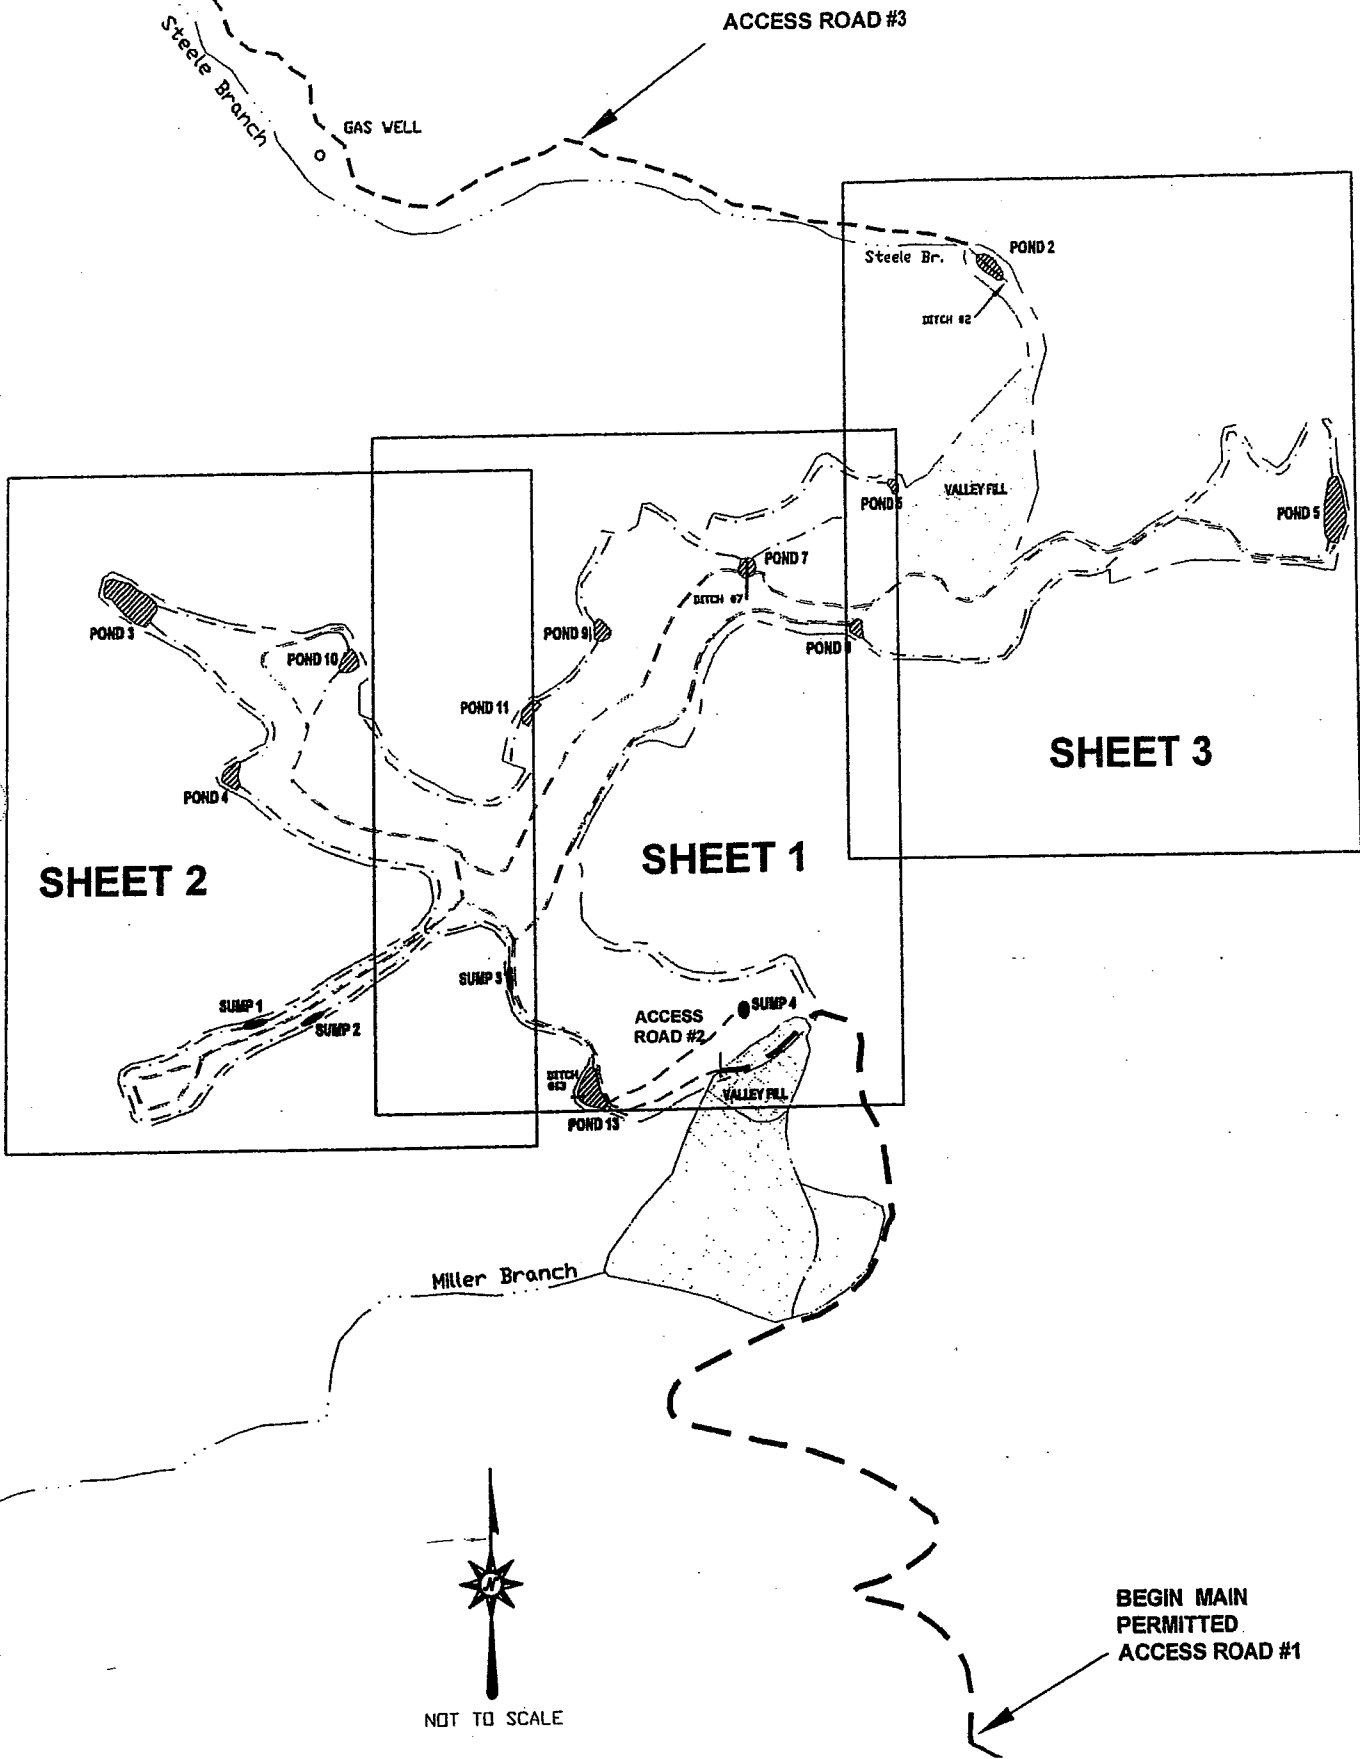 ACCESS ROAD #3
Steele Branch
GAS WELL
POND 2
Steele Br.
DITCH #2
POND 6
VALLEY FILL
POND 5
POND 7
DITCH #7
POND 3
POND 9
POND 10
POND 11
SHEET 3
POND 4
SHEET 1
SHEET 2
SUMP 3
SUMP 1
SUMP 2
ACCESS
ROAD #2
SUMP 4
DITCH
#13
VALLEY FILL
POND 13
Miller Branch
N
NOT TO SCALE
BEGIN MAIN
PERMITTED
ACCESS ROAD #1